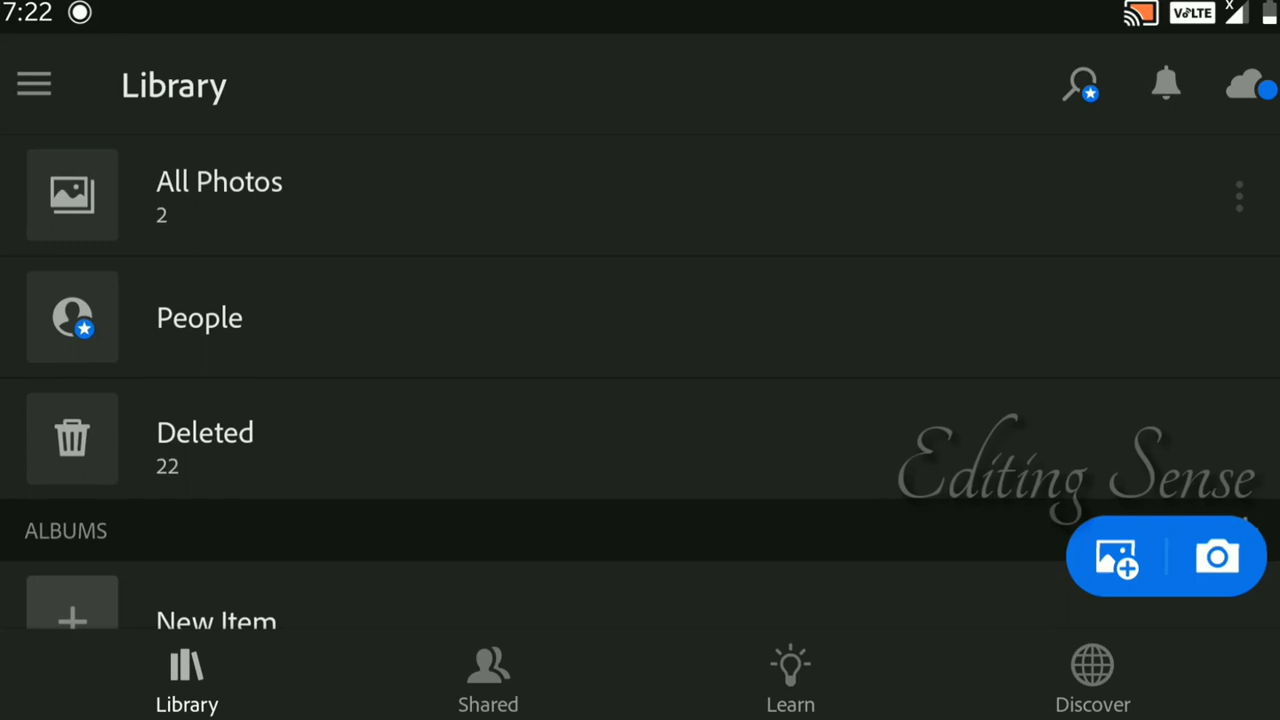 7:22
VoLTE
X
Library
All Photos
2
People
Deleted
22
Editing Sense
ALBUMS
New Item
Library
Shared
Learn
Discover